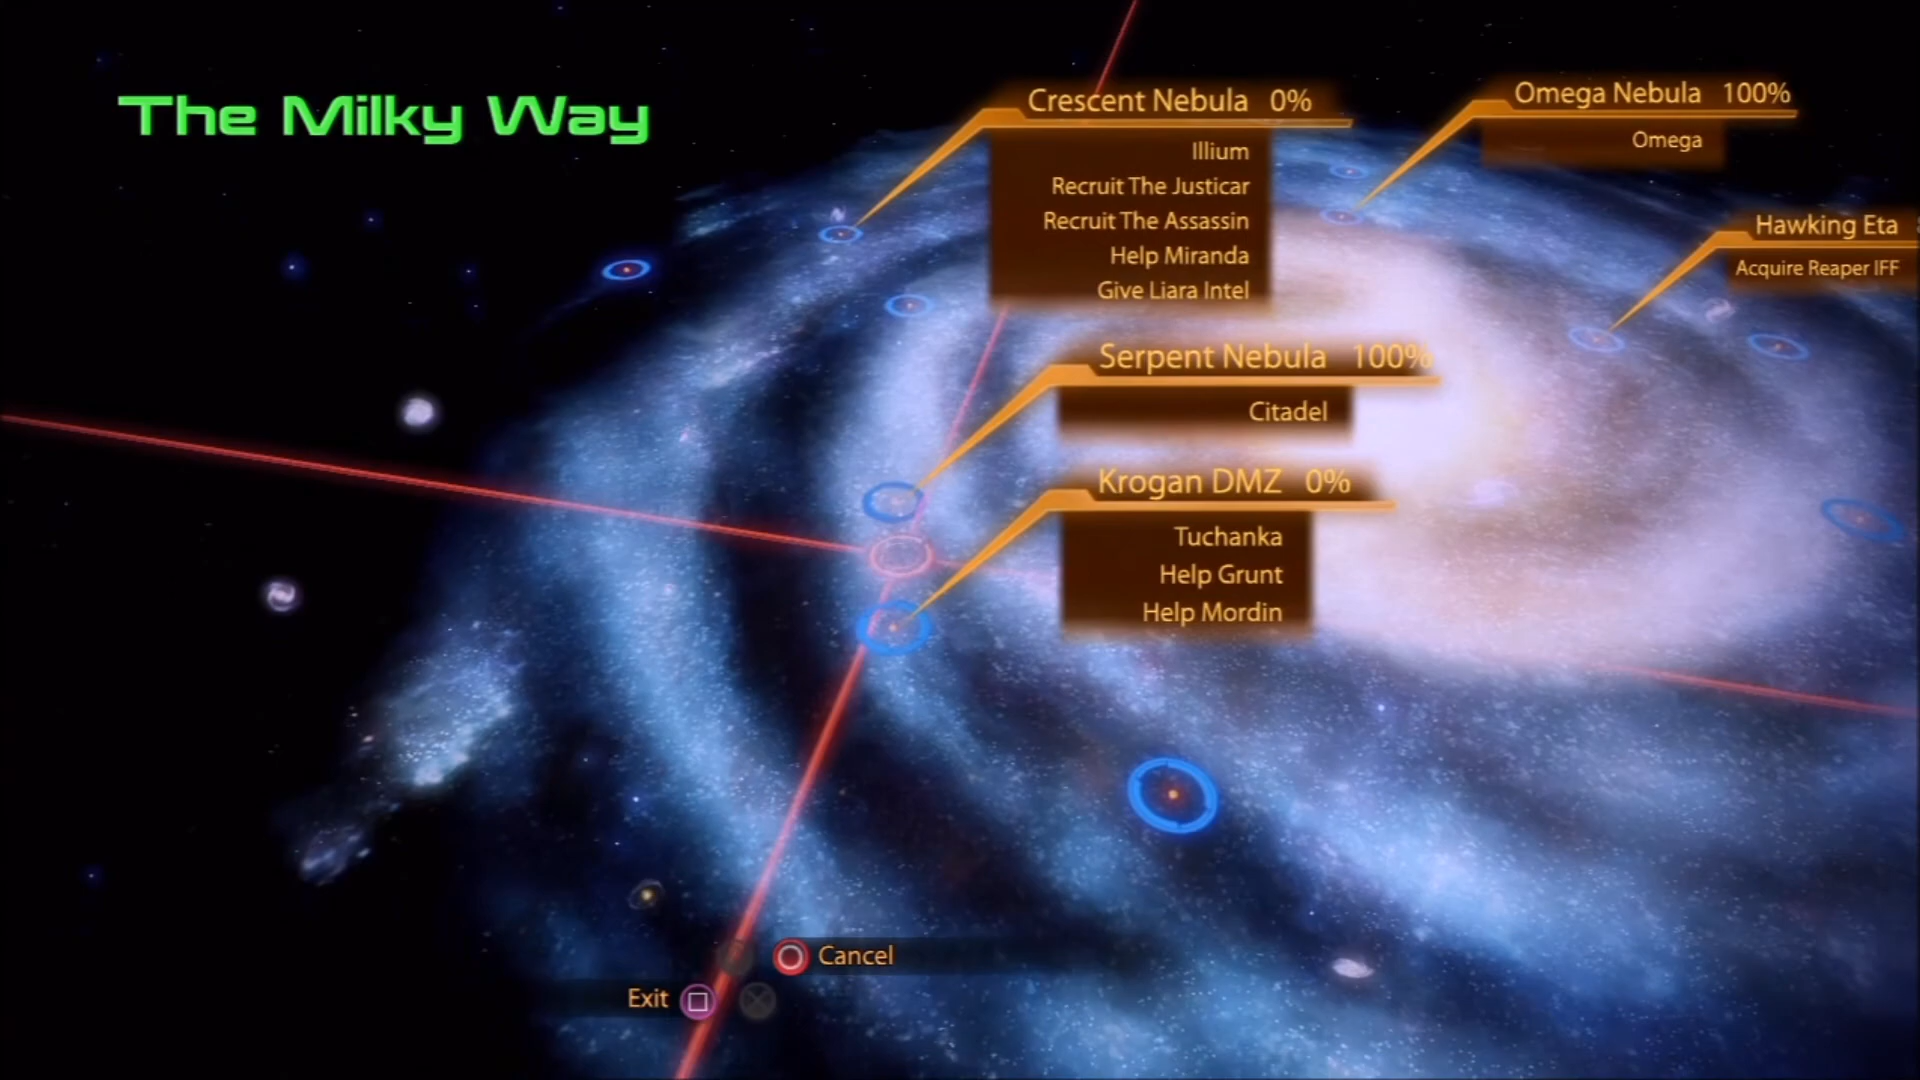 The Milky Way
Crescent Nebula 0%
Illium
Recruit The Justicar
Recruit The Assassin
Help Miranda
Give Liara Intel
Omega Nebula 100%
Omega
Hawking Eta
Acquire Reaper IFF
Serpent Nebula 100%
Citadel
Krogan DMZ 0%
Tuchanka
Help Grunt
Help Mordin
Cancel
Exit